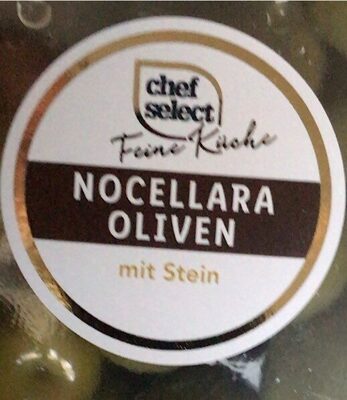 chef
select
Feine Küche
NOCELLARA
OLIVEN
mit Stein